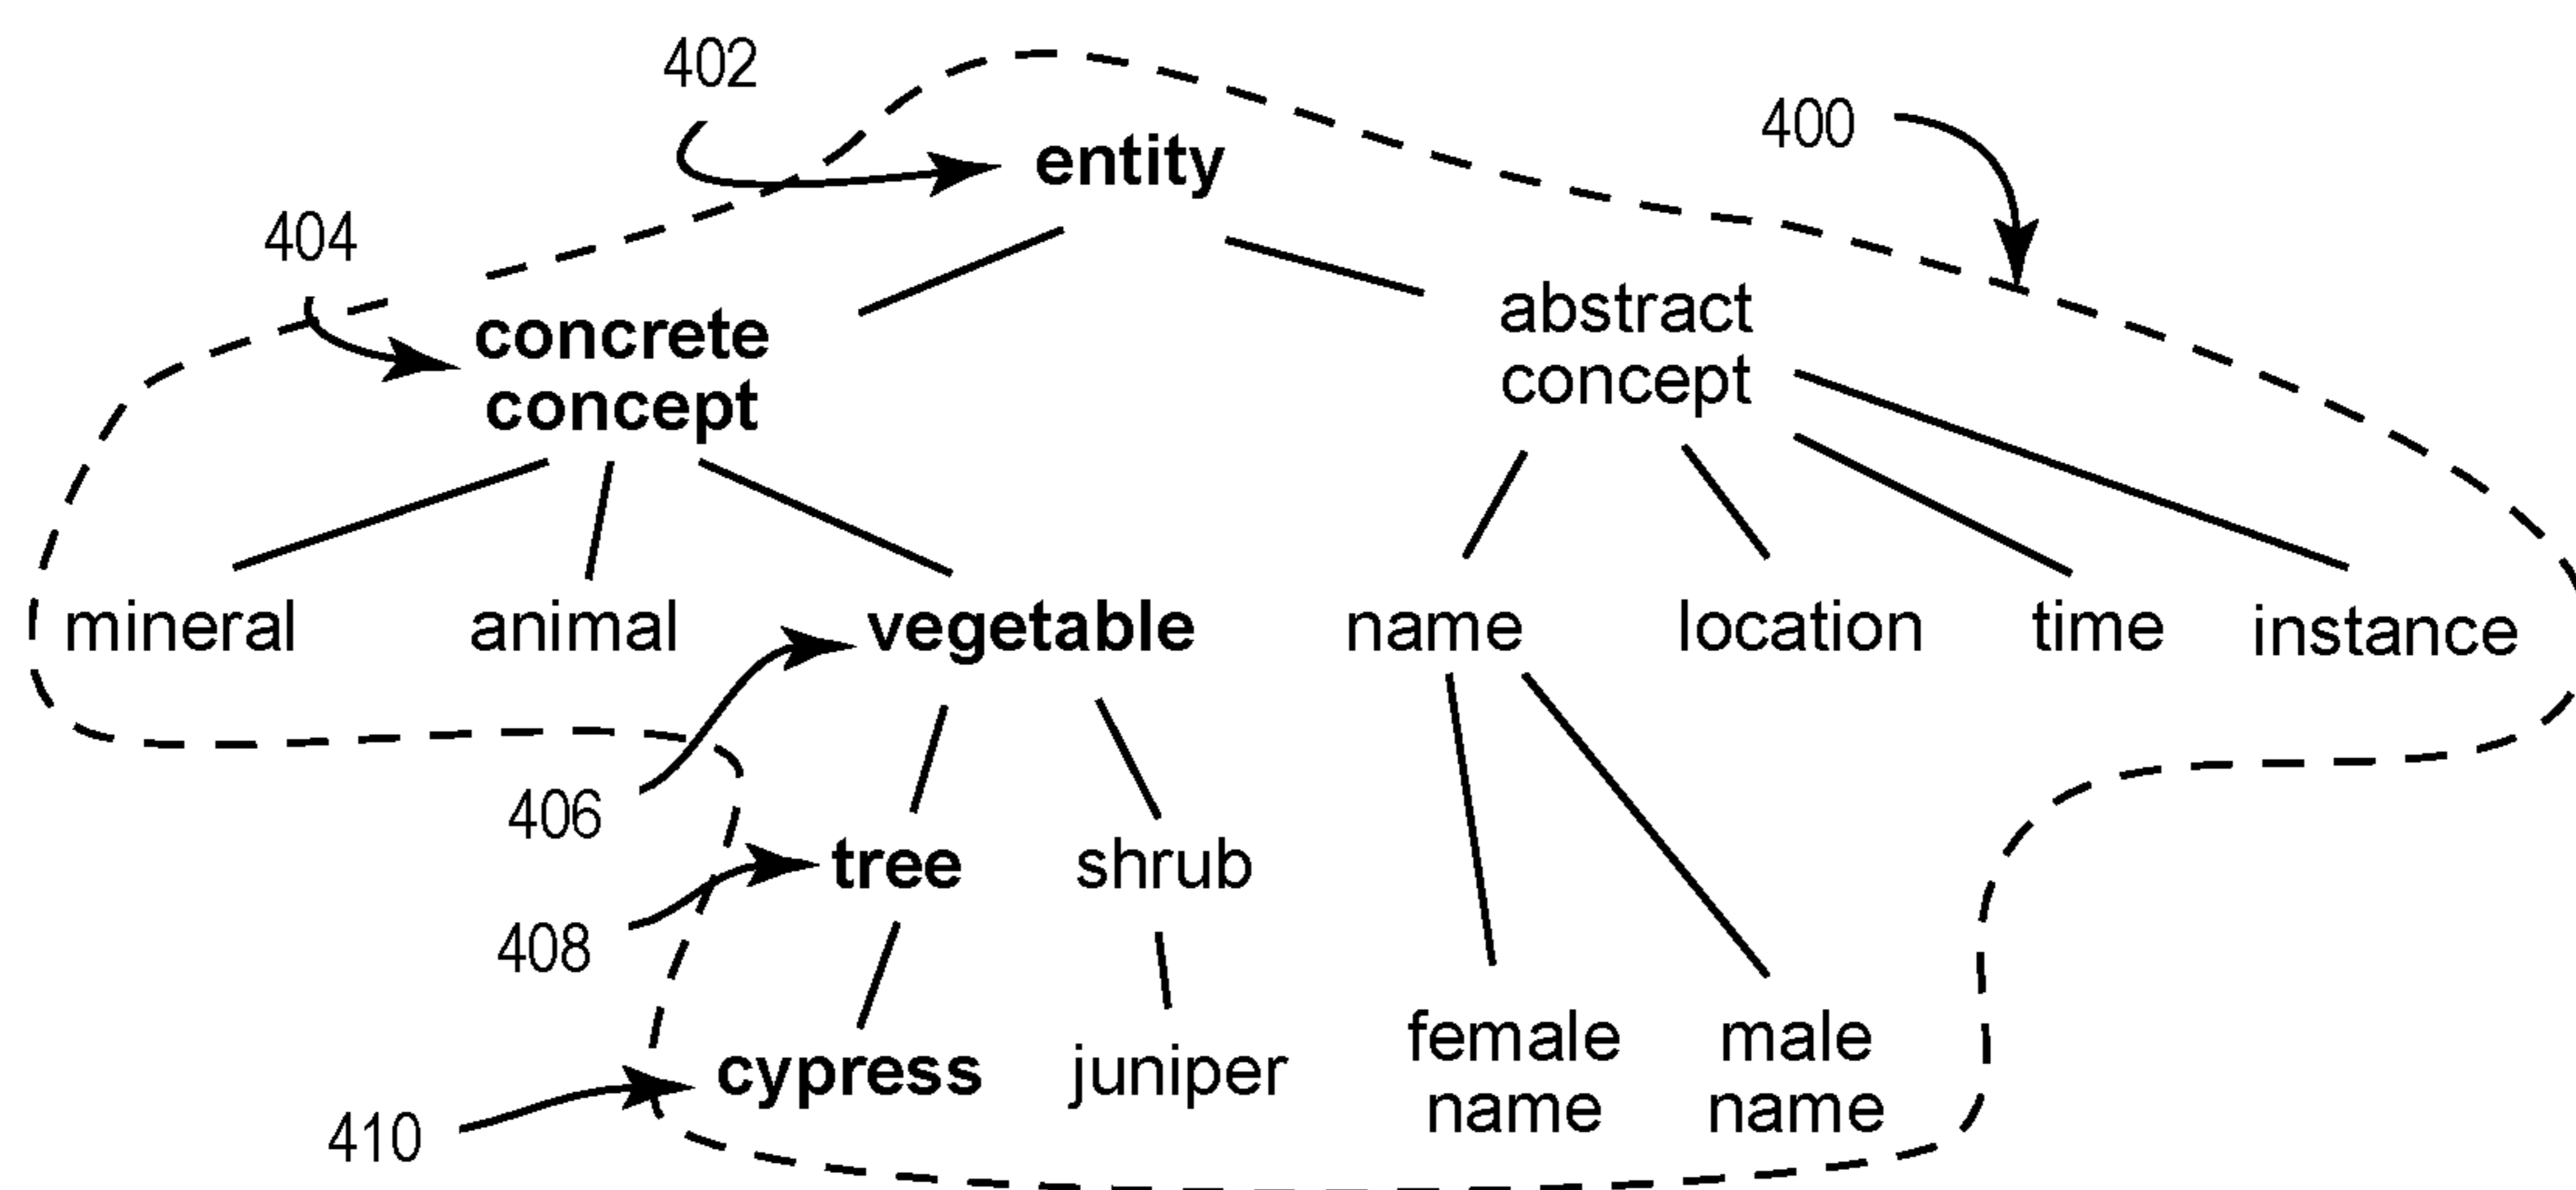 402
400
entity
404
concrete
concept
abstract
concept
mineral animal vegetable name location time instance
406
tree shrub
408
cypress juniper
female
name
male
name
410